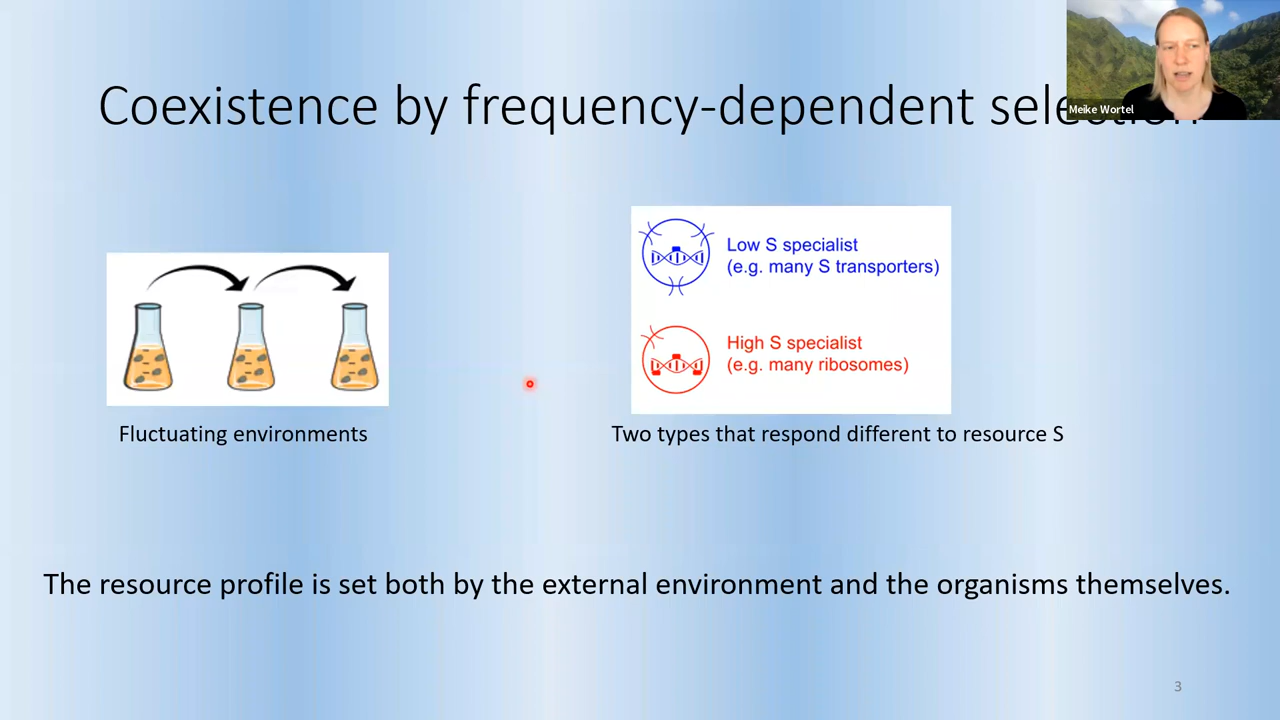 Coexistence by frequency-dependent selection
Meike Wortel
Low S specialist
(e.g. many S transporters)
High S specialist
(e.g. many ribosomes)
Fluctuating environments
Two types that respond different to resource S
The resource profile is set both by the external environment and the organisms themselves.
3